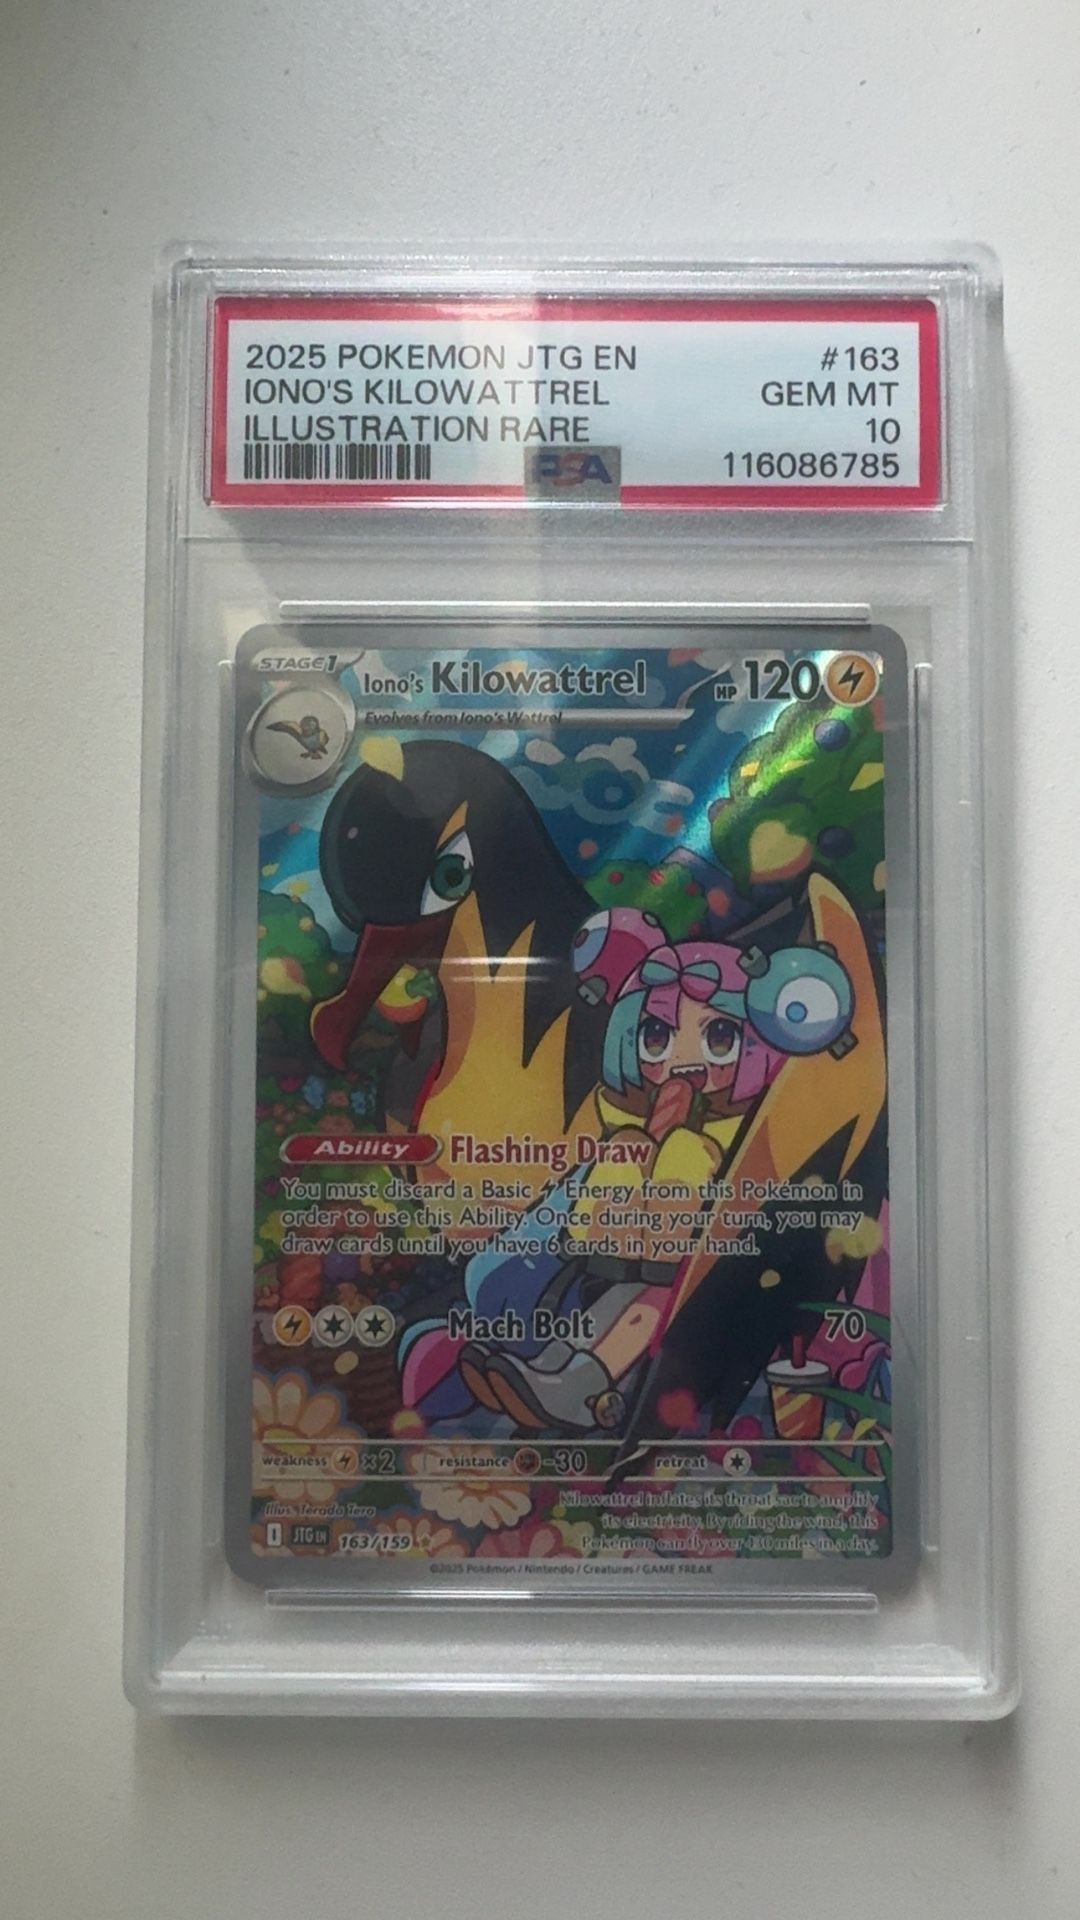 2025 POKEMON JTG EN #163
IONO'S KILOWATTREL GEM MT
ILLUSTRATION RARE 10
PSA 116086785
STAGE 1 Iono's Kilowattrel HP 120
Evolves from Iono's Wattrel
Ability Flashing Draw
You must discard a Basic Energy from this Pokémon in
order to use this Ability. Once during your turn, you may
draw cards until you have 6 cards in your hand.
Mach Bolt 70
weakness ×2 resistance -30 retreat
Illus. Terada Tera
Kilowattrel inflates its throat sac to amplify
its electricity. By riding the wind, this
Pokémon can fly over 430 miles in a day.
I JTG EN 163/159
©2025 Pokémon / Nintendo / Creatures / GAME FREAK